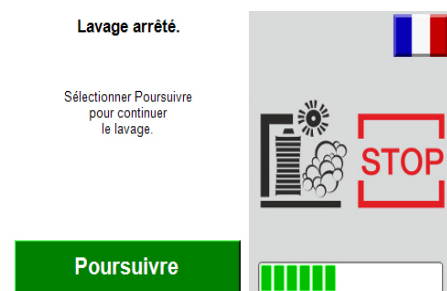 Lavage arrêté.
Sélectionner Poursuivre
pour continuer
le lavage.
STOP
Poursuivre